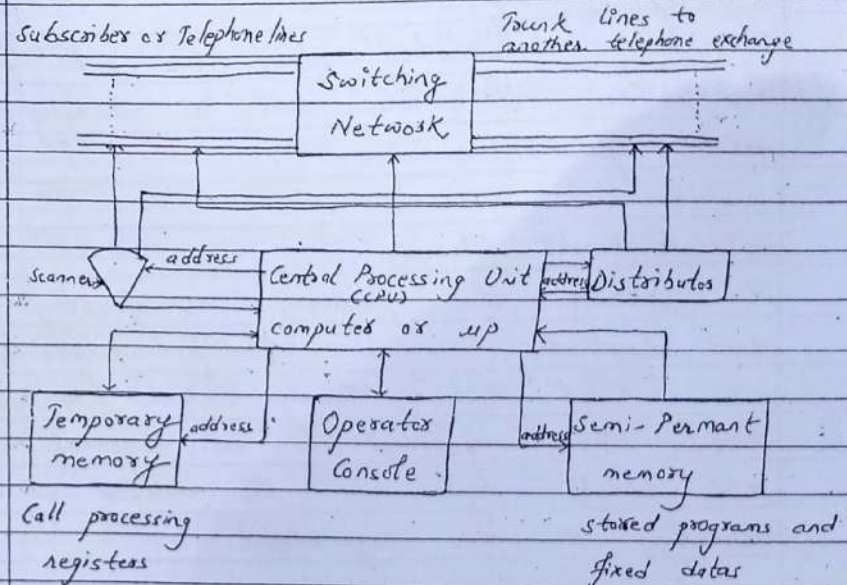 Subscriber or Telephone lines
Trunk lines to
another telephone exchange
Switching
Network
Scanner
address
Central Processing Unit
(CPU)
computer or μp
address
Distributor
Temporary
memory
address
Operator
Console
address
Semi-Permant
memory
Call processing
registers
stored programs and
fixed datas